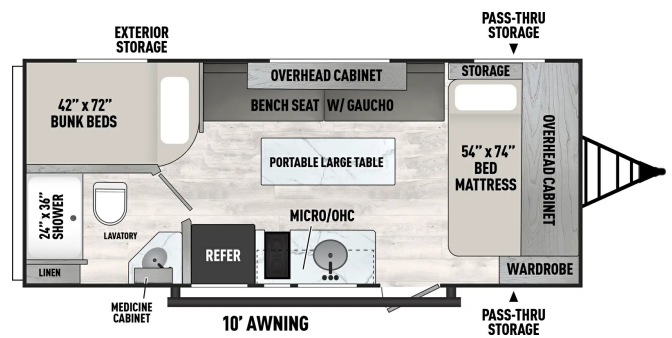 EXTERIOR
STORAGE
PASS-THRU
STORAGE
42" x 72"
BUNK BEDS
OVERHEAD CABINET
BENCH SEAT W/ GAUCHO
STORAGE
PORTABLE LARGE TABLE
54" x 74"
BED
MATTRESS
OVERHEAD CABINET
24" x 36"
SHOWER
LAVATORY
MICRO/OHC
REFER
LINEN
WARDROBE
MEDICINE
CABINET
10' AWNING
PASS-THRU
STORAGE